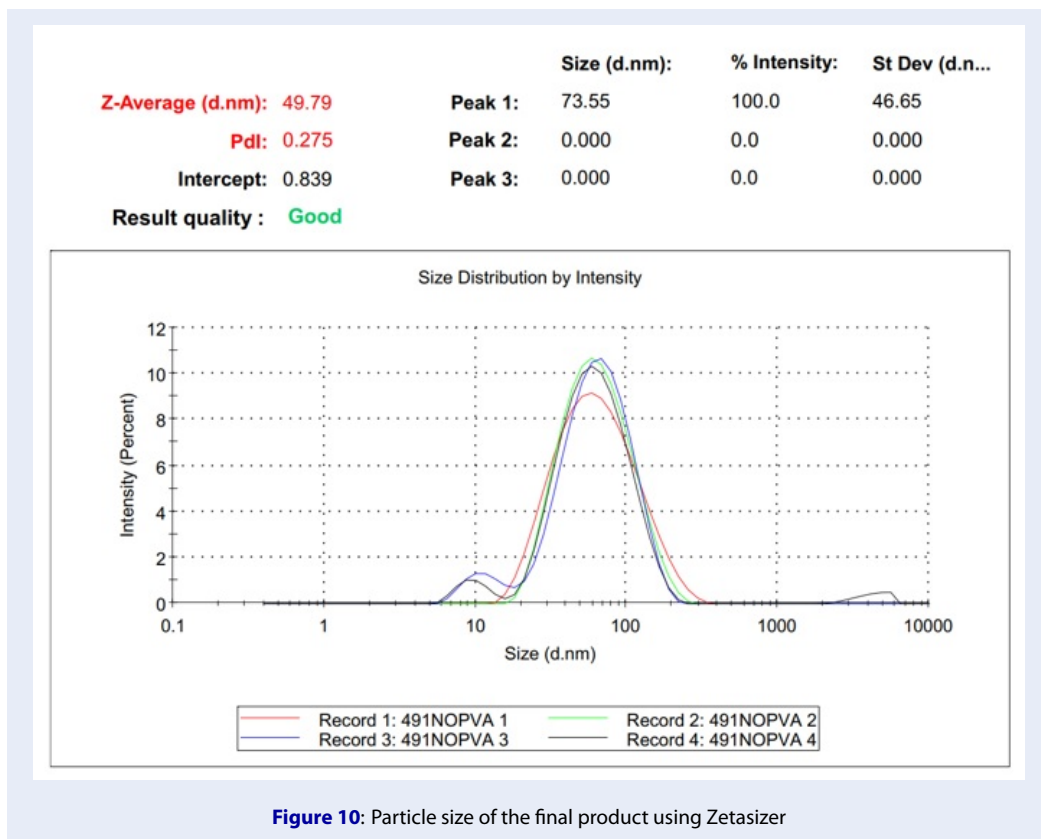 Size (d.nm): % Intensity: St Dev (d.n...
Z-Average (d.nm): 49.79 Peak 1: 73.55 100.0 46.65
PdI: 0.275 Peak 2: 0.000 0.0 0.000
Intercept: 0.839 Peak 3: 0.000 0.0 0.000
Result quality : Good
Size Distribution by Intensity
Intensity (Percent)
12
10
8
6
4
2
0
0.1 1 10 100 1000 10000
Size (d.nm)
Record 1: 491NOPVA 1 Record 2: 491NOPVA 2
Record 3: 491NOPVA 3 Record 4: 491NOPVA 4
Figure 10: Particle size of the final product using Zetasizer